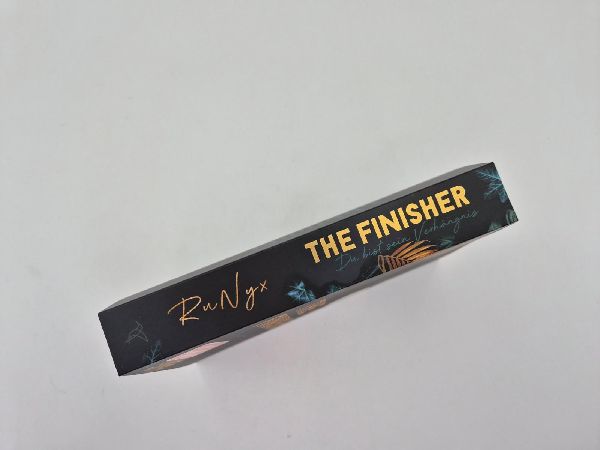 RuNyx
THE FINISHER
Du bist sein Verhängnis